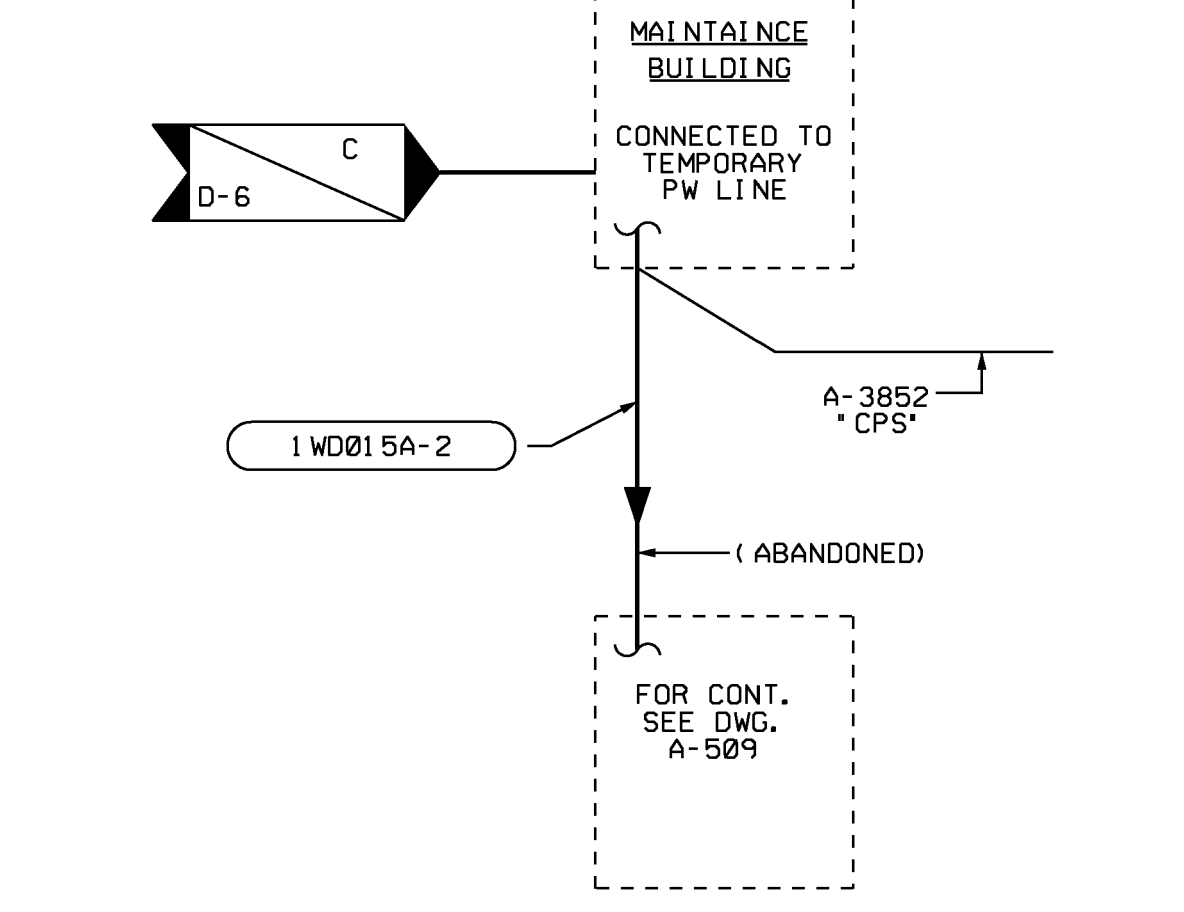 MAINTAINCE
BUILDING
CONNECTED TO
TEMPORARY
PW LINE
C
D-6
A-3852
"CPS"
1WD015A-2
(ABANDONED)
FOR CONT.
SEE DWG.
A-509